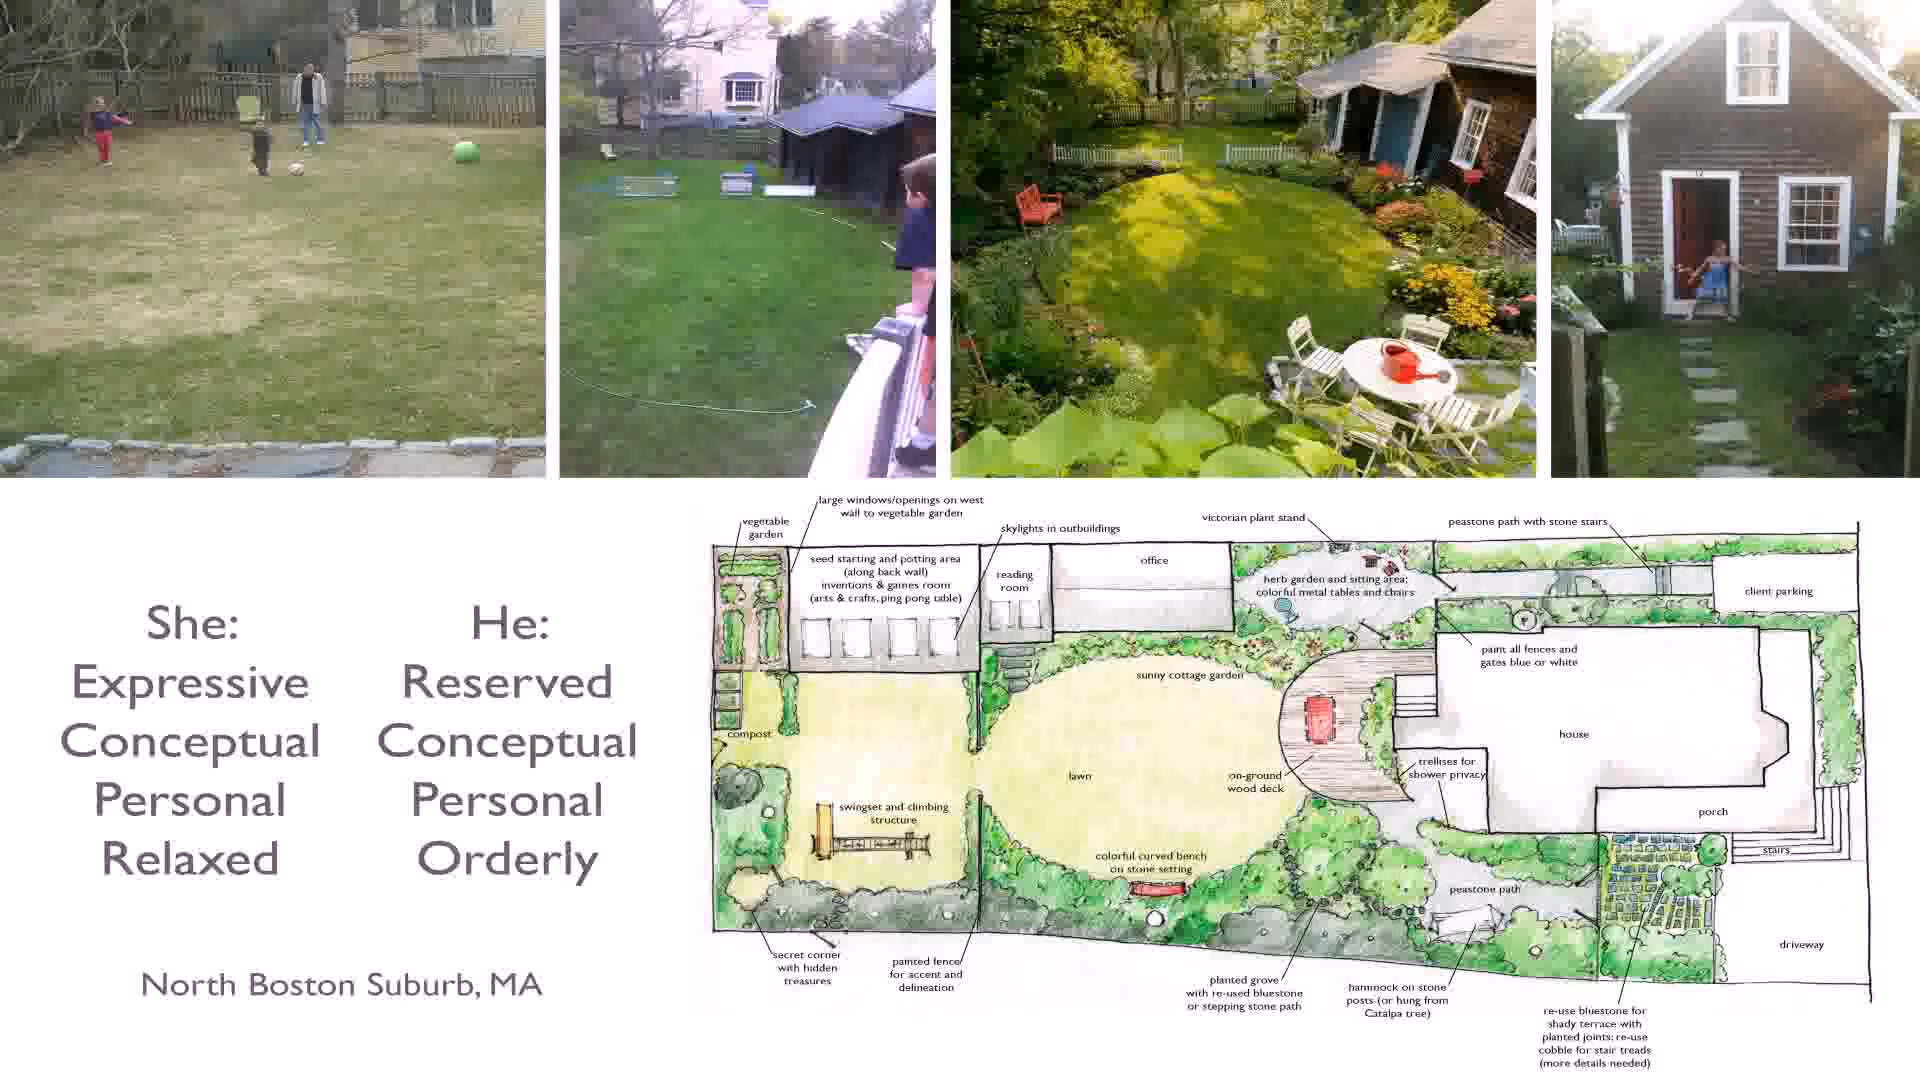 large windows/openings on west
wall to vegetable garden
vegetable
garden
skylights in outbuildings
victorian plant stand
peastone path with stone stairs
seed starting and potting area
(along back wall)
inventions & games room
(arts & crafts, ping pong table)
reading
room
office
herb garden and sitting area;
colorful metal tables and chairs
client parking
She:
Expressive
Conceptual
Personal
Relaxed
He:
Reserved
Conceptual
Personal
Orderly
North Boston Suburb, MA
paint all fences and
gates blue or white
sunny cottage garden
compost
house
lawn
on-ground
wood deck
trellises for
shower privacy
swingset and climbing
structure
porch
colorful curved bench
on stone setting
stairs
peastone path
driveway
secret corner
with hidden
treasures
painted fence
for accent and
delineation
planted grove
with re-used bluestone
or stepping stone path
hammock on stone
posts (or hung from
Catalpa tree)
re-use bluestone for
shady terrace with
planted joints; re-use
cobble for stair treads
(more details needed)